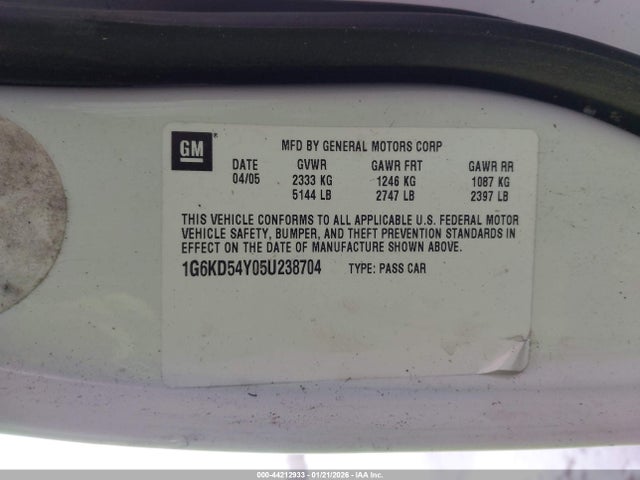 GM®
MFD BY GENERAL MOTORS CORP
DATE GVWR GAWR FRT GAWR RR
04/05 2333 KG 1246 KG 1087 KG
5144 LB 2747 LB 2397 LB
THIS VEHICLE CONFORMS TO ALL APPLICABLE U.S. FEDERAL MOTOR
VEHICLE SAFETY, BUMPER, AND THEFT PREVENTION STANDARDS IN
EFFECT ON THE DATE OF MANUFACTURE SHOWN ABOVE.
1G6KD54Y05U238704 TYPE: PASS CAR
000-44212933 - 01/21/2026 - IAA Inc.